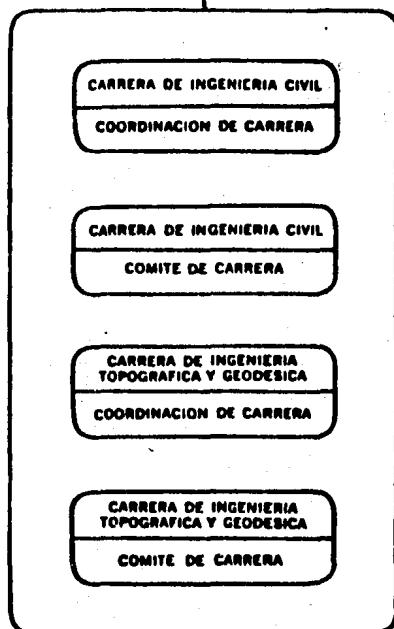 CARRERA DE INGENIERIA CIVIL
COORDINACION DE CARRERA
CARRERA DE INGENIERIA CIVIL
COMITE DE CARRERA
CARRERA DE INGENIERIA
TOPOGRAFICA Y GEODESICA
COORDINACION DE CARRERA
CARRERA DE INGENIERIA
TOPOGRAFICA Y GEODESICA
COMITE DE CARRERA